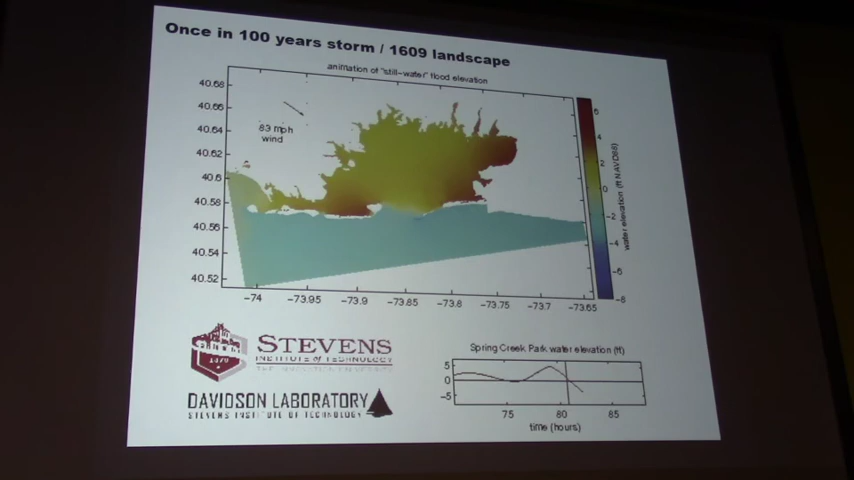 Once in 100 years storm / 1609 landscape
animation of "still-water" flood elevation
40.68
40.66
40.64
40.62
40.6
40.58
40.56
40.54
40.52
83 mph
wind
-74
-73.95
-73.9
-73.85
-73.8
-73.75
-73.7
-73.65
6
4
2
0
-2
-4
-6
-8
water elevation (ft NAVD88)
STEVENS
INSTITUTE of TECHNOLOGY
THE INNOVATION UNIVERSITY
1870
DAVIDSON LABORATORY
STEVENS INSTITUTE OF TECHNOLOGY
Spring Creek Park water elevation (ft)
5
0
-5
75
80
85
time (hours)